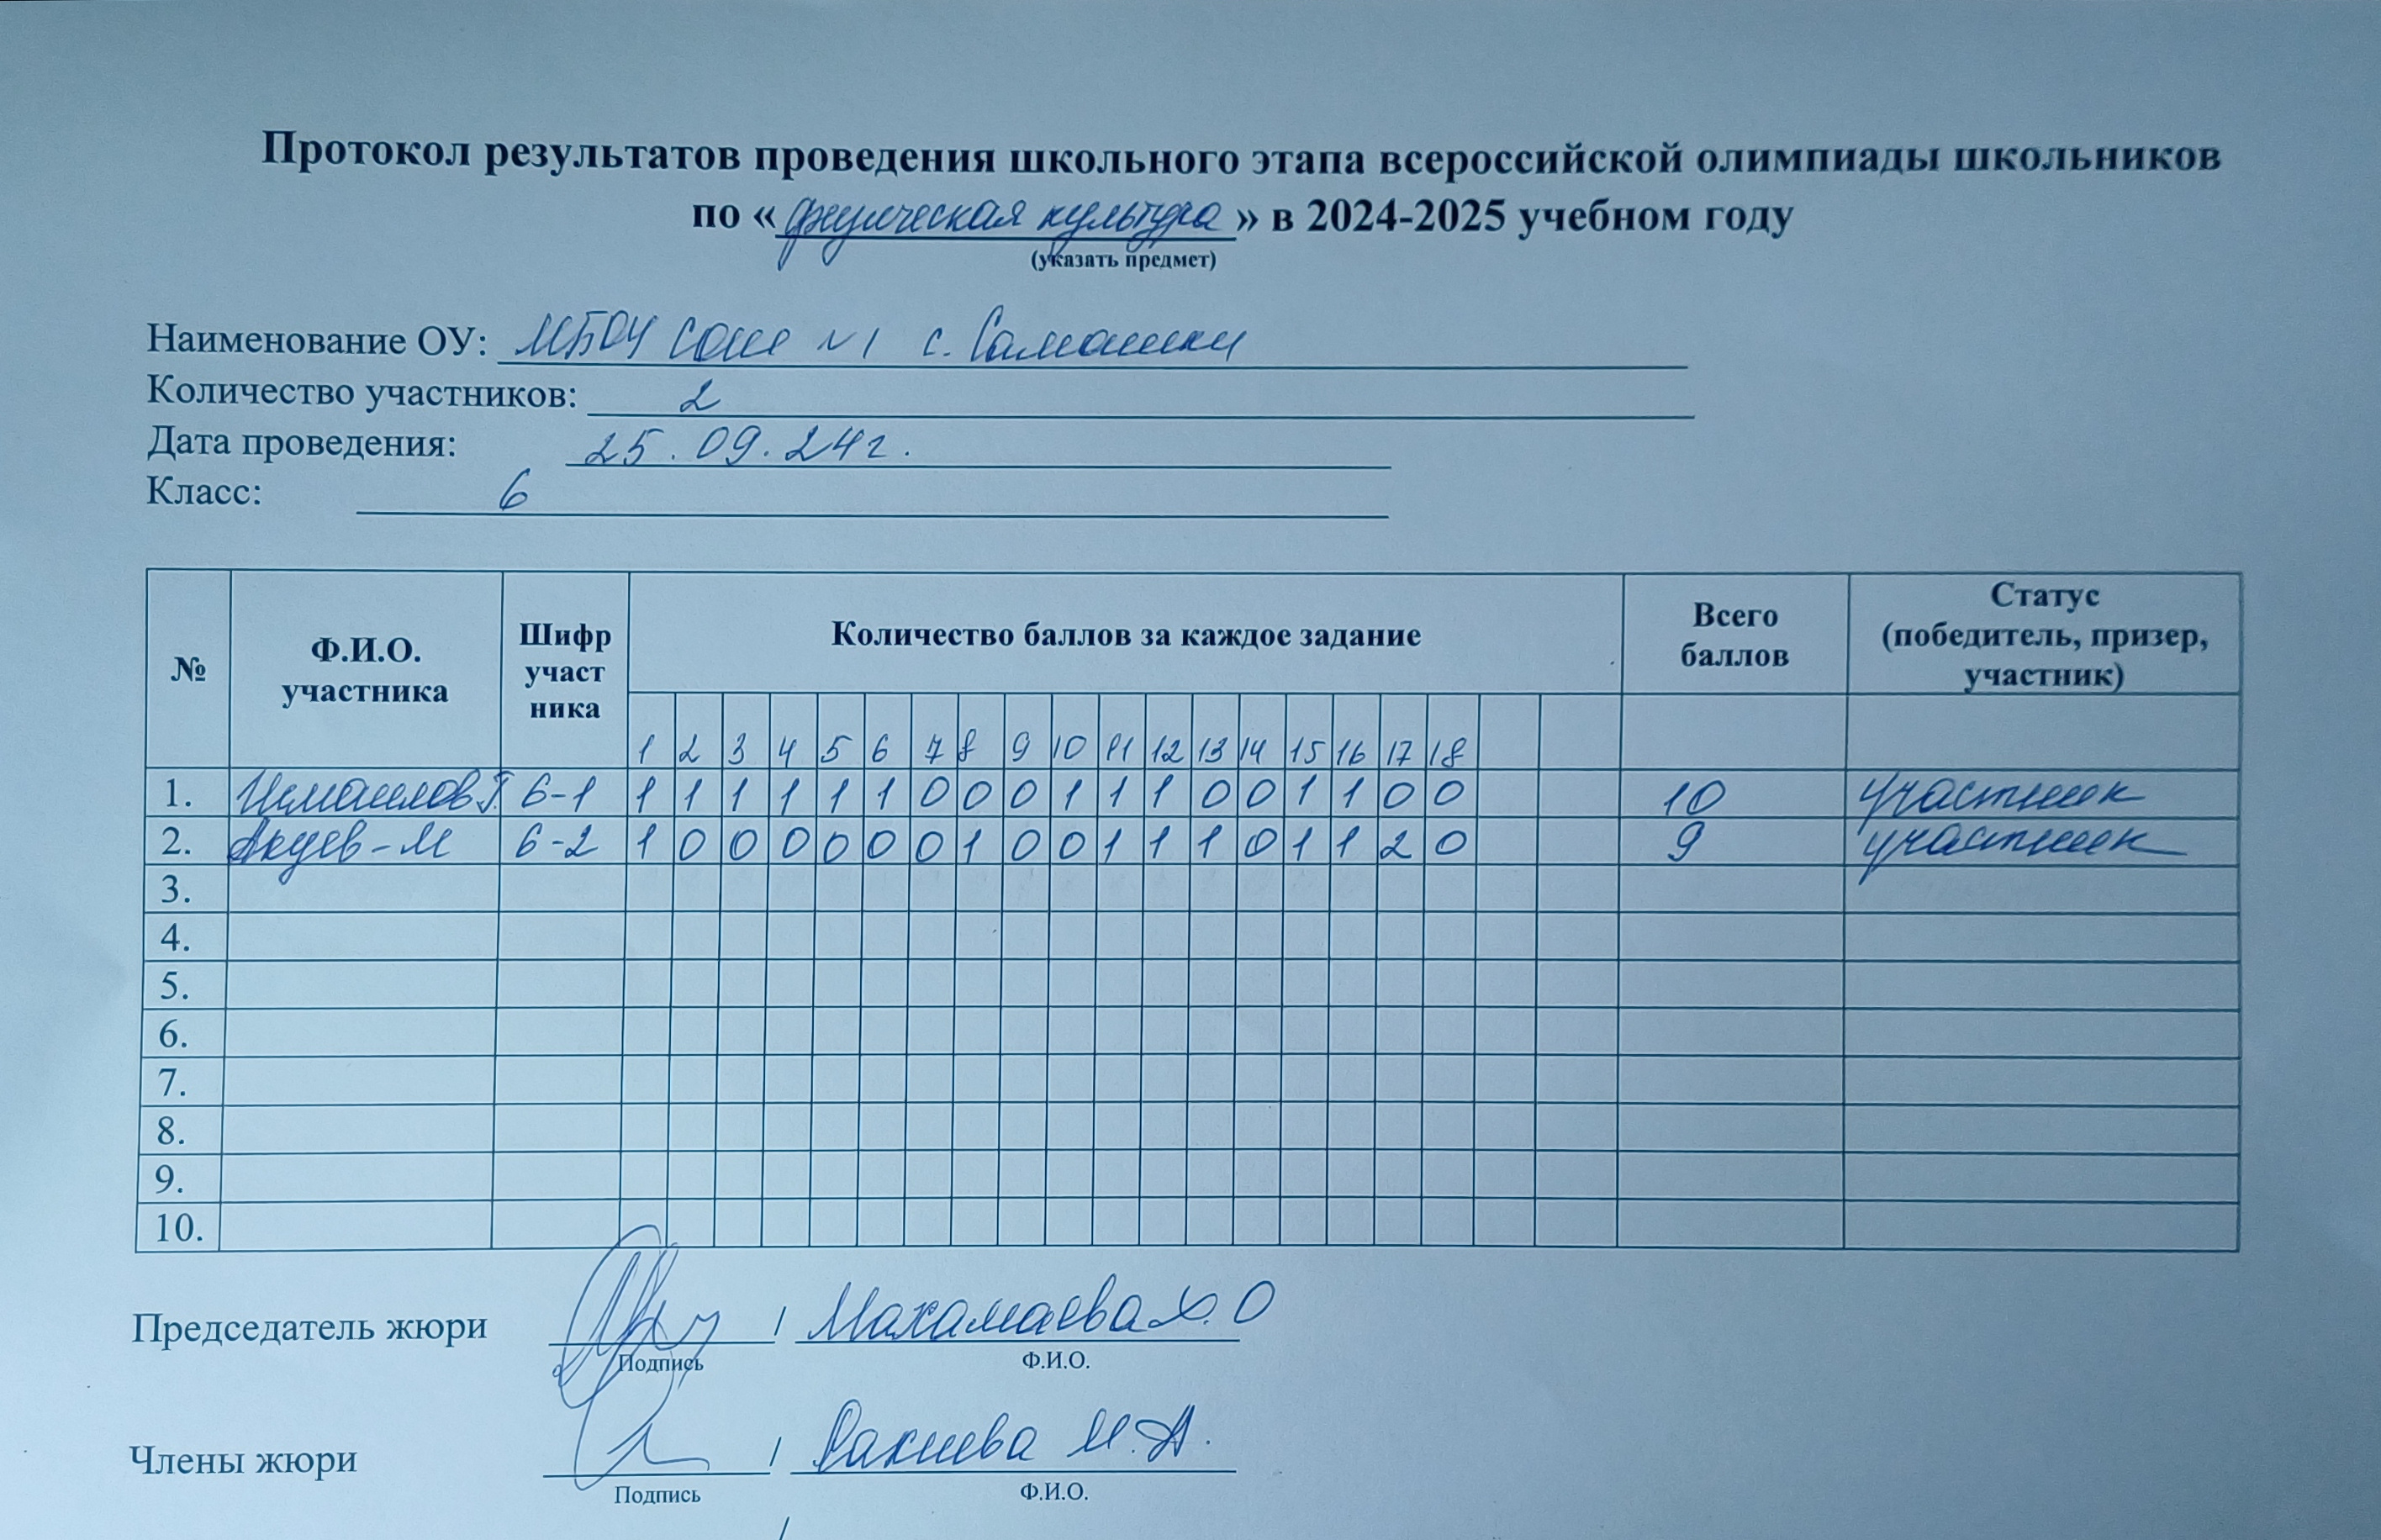 Протокол результатов проведения школьного этапа всероссийской олимпиады школьников
по «физическая культура» в 2024-2025 учебном году
(указать предмет)
Наименование ОУ: МБОУ СОШ №1 с. Самашки
Количество участников: 2
Дата проведения: 25.09.24г.
Класс: 6
№ Ф.И.О. участника Шифр участ ника Количество баллов за каждое задание Всего баллов Статус (победитель, призер, участник)
1 2 3 4 5 6 7 8 9 10 11 12 13 14 15 16 17 18
1. Исмаилов 6-1 1 1 1 1 1 1 0 0 0 1 1 1 0 0 1 1 0 0 10 участник
2. Акуев-М 6-2 1 0 0 0 0 0 0 1 0 0 1 1 1 0 1 1 2 0 9 участник
3.
4.
5.
6.
7.
8.
9.
10.
Председатель жюри / Махамаева Х.О
Подпись Ф.И.О.
Члены жюри / М.А.
Подпись Ф.И.О.
/